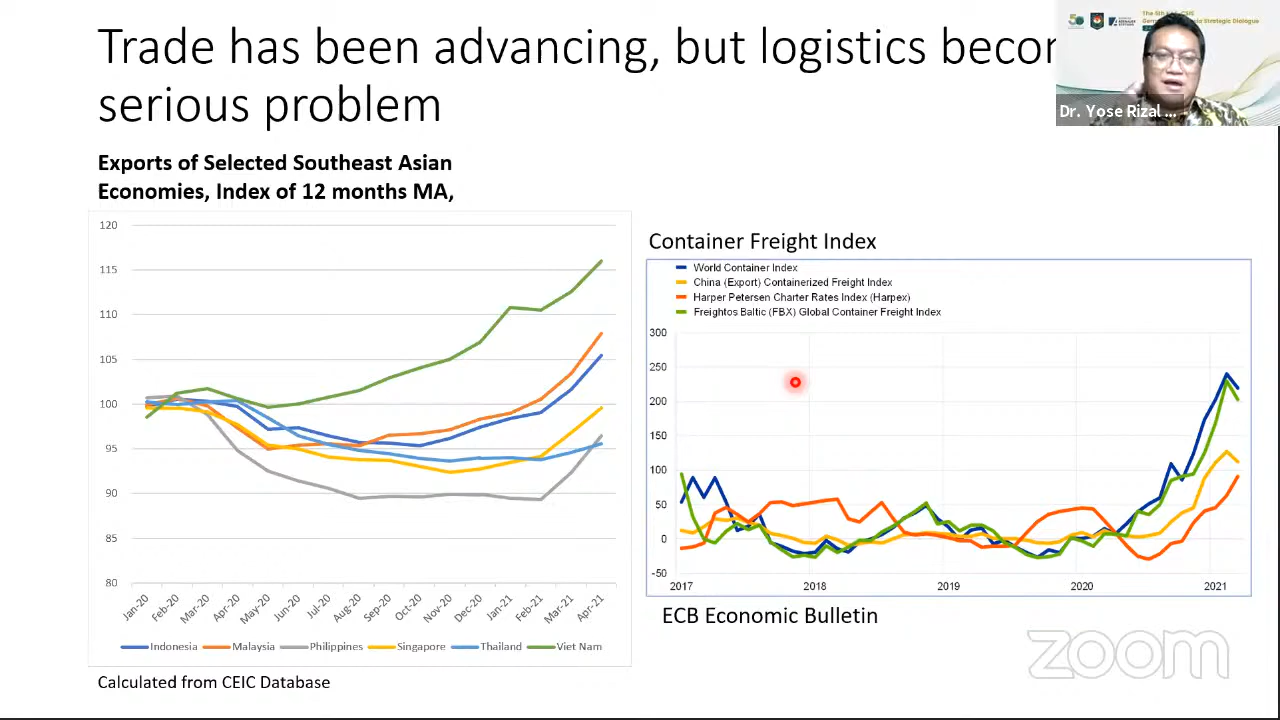 Trade has been advancing, but logistics becom
serious problem
The 5th
Strategic Dialogue
Dr. Yose Rizal ...
Exports of Selected Southeast Asian
Economies, Index of 12 months MA,
120
115
110
105
100
95
90
85
80
Jan-20
Feb-20
Mar-20
Apr-20
May-20
Jun-20
Jul-20
Aug-20
Sep-20
Oct-20
Nov-20
Dec-20
Jan-21
Feb-21
Mar-21
Apr-21
Indonesia
Malaysia
Philippines
Singapore
Thailand
Viet Nam
Calculated from CEIC Database
Container Freight Index
World Container Index
China (Export) Containerized Freight Index
Harper Petersen Charter Rates Index (Harpex)
Freightos Baltic (FBX) Global Container Freight Index
300
250
200
150
100
50
0
-50
2017
2018
2019
2020
2021
ECB Economic Bulletin
zoom